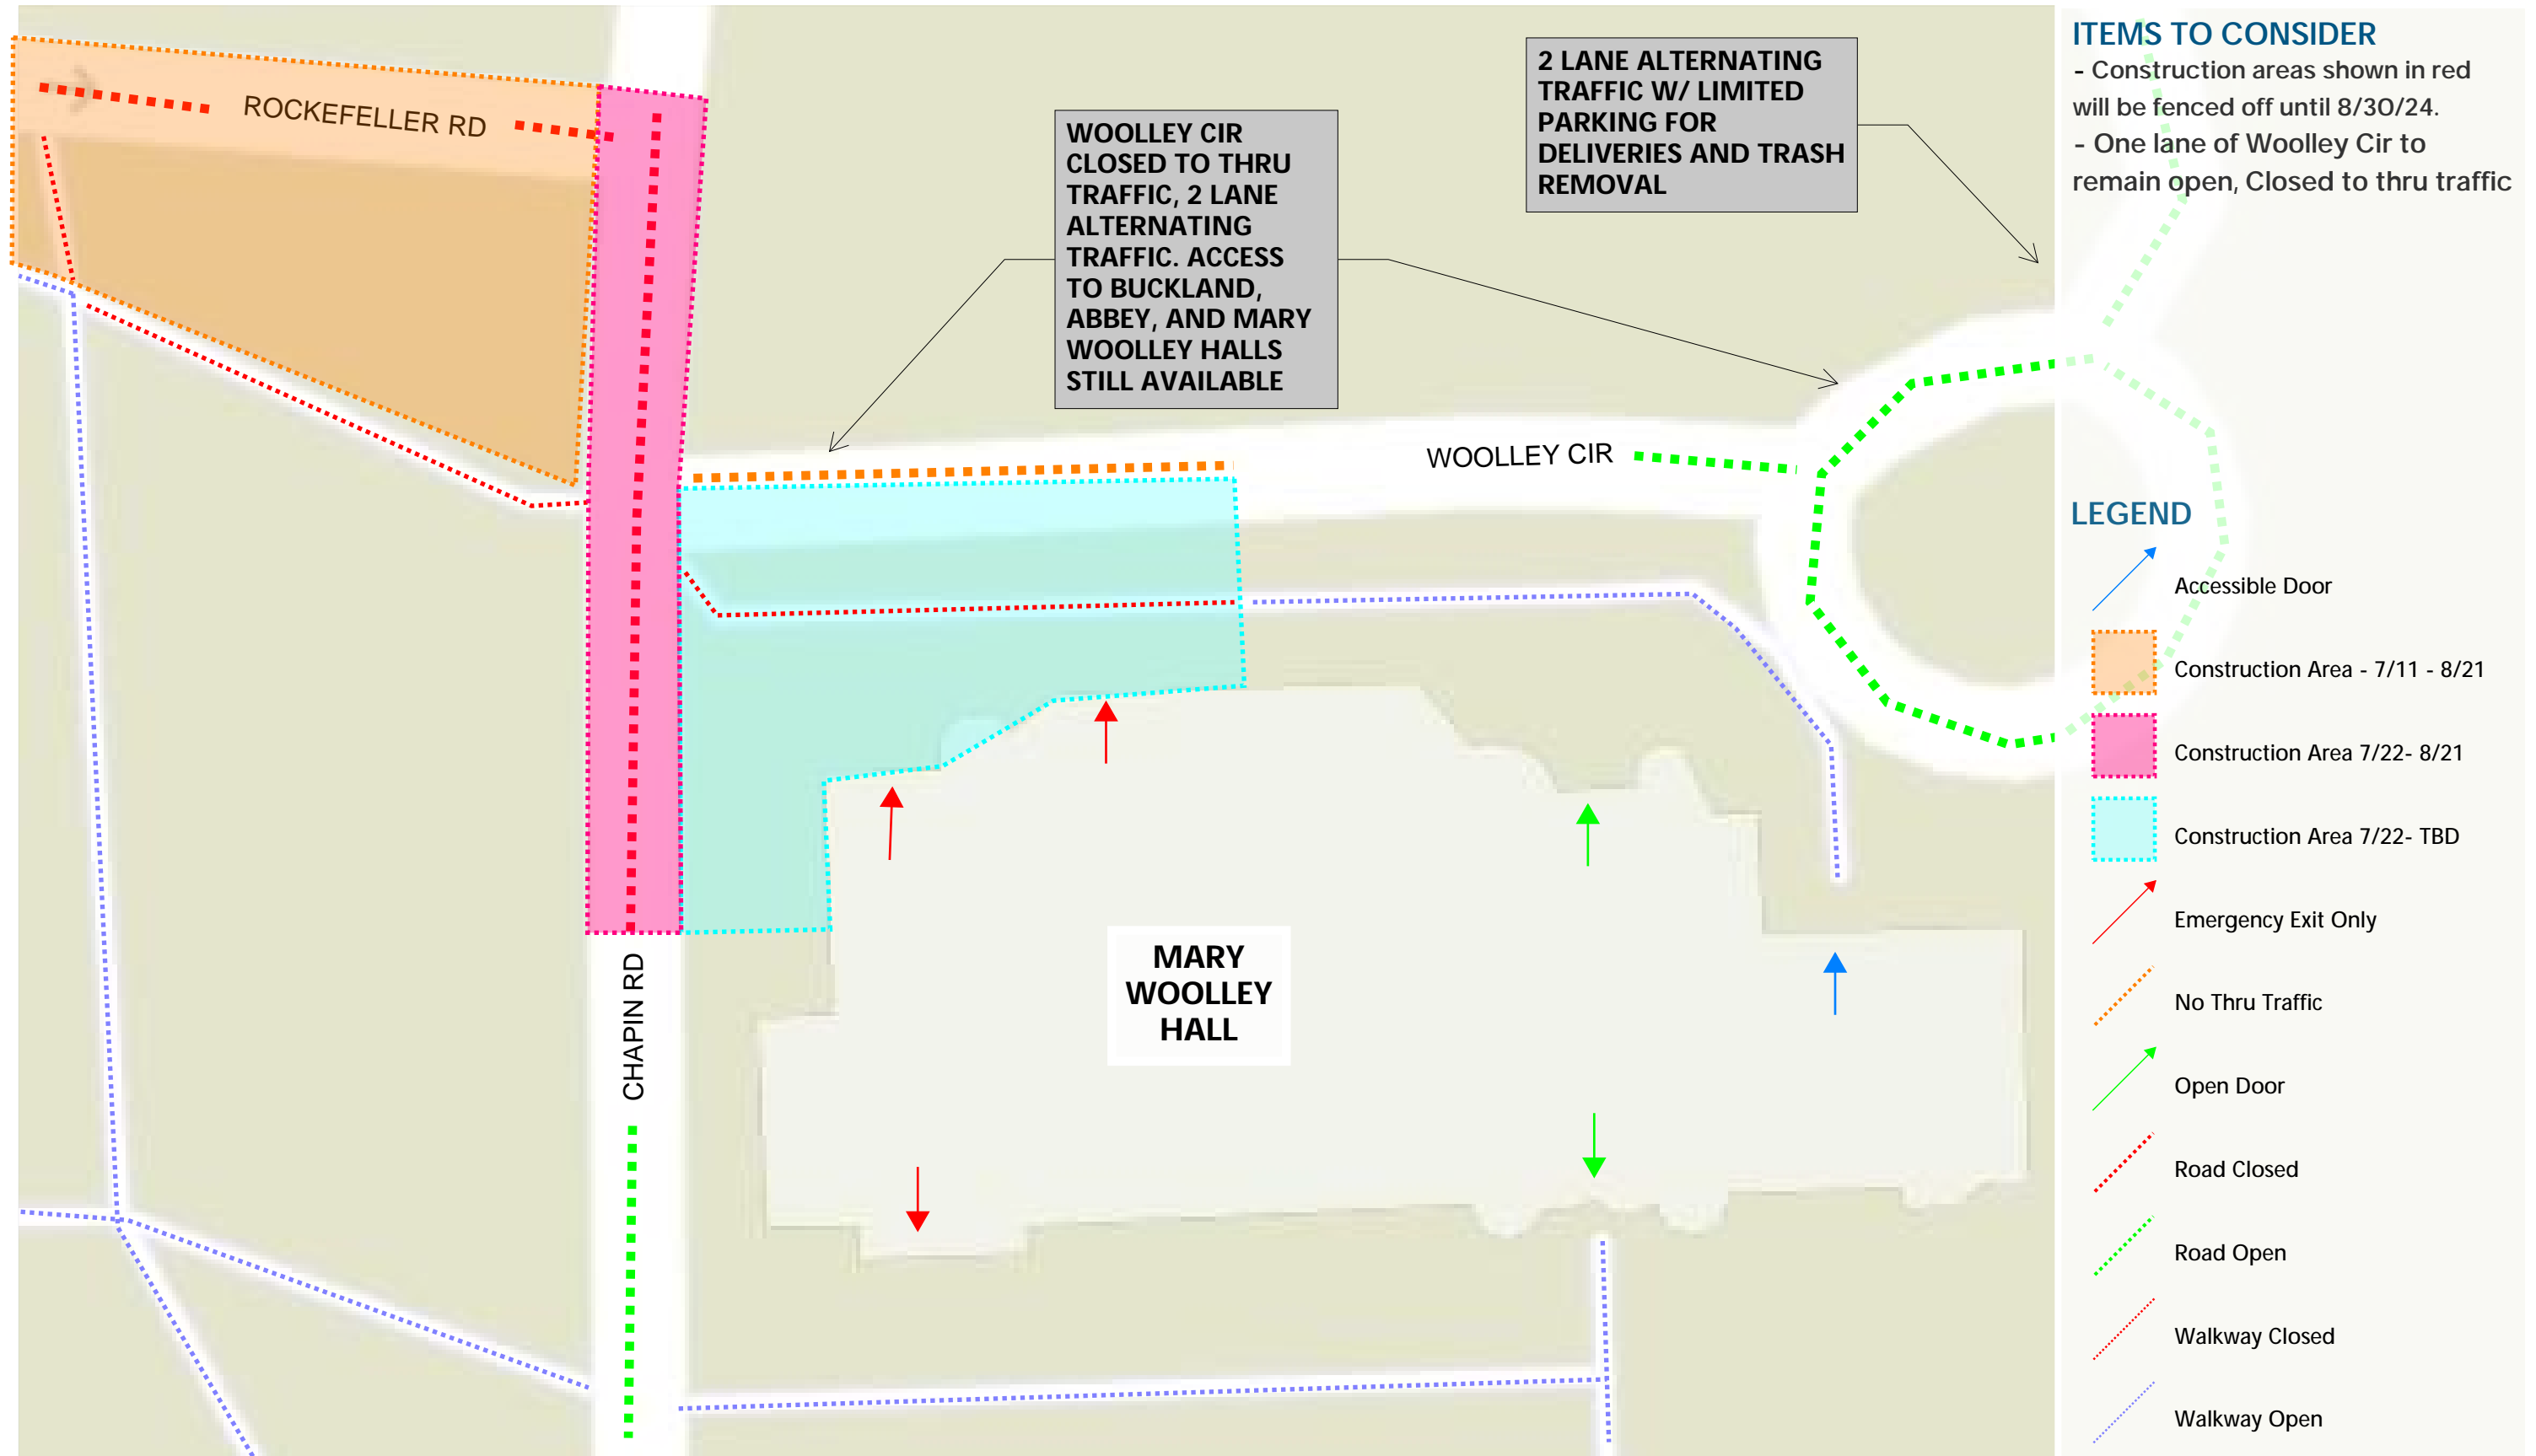 ROCKEFELLER RD
WOOLLEY CIR
CLOSED TO THRU
TRAFFIC, 2 LANE
ALTERNATING
TRAFFIC. ACCESS
TO BUCKLAND,
ABBEY, AND MARY
WOOLLEY HALLS
STILL AVAILABLE
2 LANE ALTERNATING
TRAFFIC W/ LIMITED
PARKING FOR
DELIVERIES AND TRASH
REMOVAL
WOOLLEY CIR
CHAPIN RD
MARY
WOOLLEY
HALL
ITEMS TO CONSIDER
- Construction areas shown in red
will be fenced off until 8/30/24.
- One lane of Woolley Cir to
remain open, Closed to thru traffic
LEGEND
Accessible Door
Construction Area - 7/11 - 8/21
Construction Area 7/22- 8/21
Construction Area 7/22- TBD
Emergency Exit Only
No Thru Traffic
Open Door
Road Closed
Road Open
Walkway Closed
Walkway Open